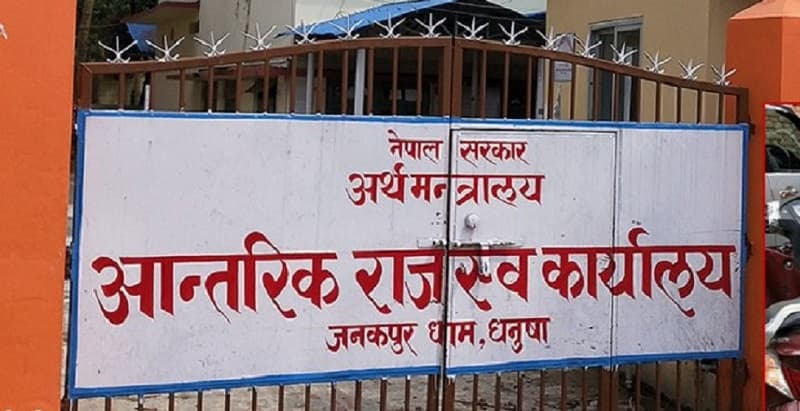 नेपाल सरकार
अर्थ मन्त्रालय
आन्तरिक राजस्व कार्यालय
जनकपुर धाम, धनुषा